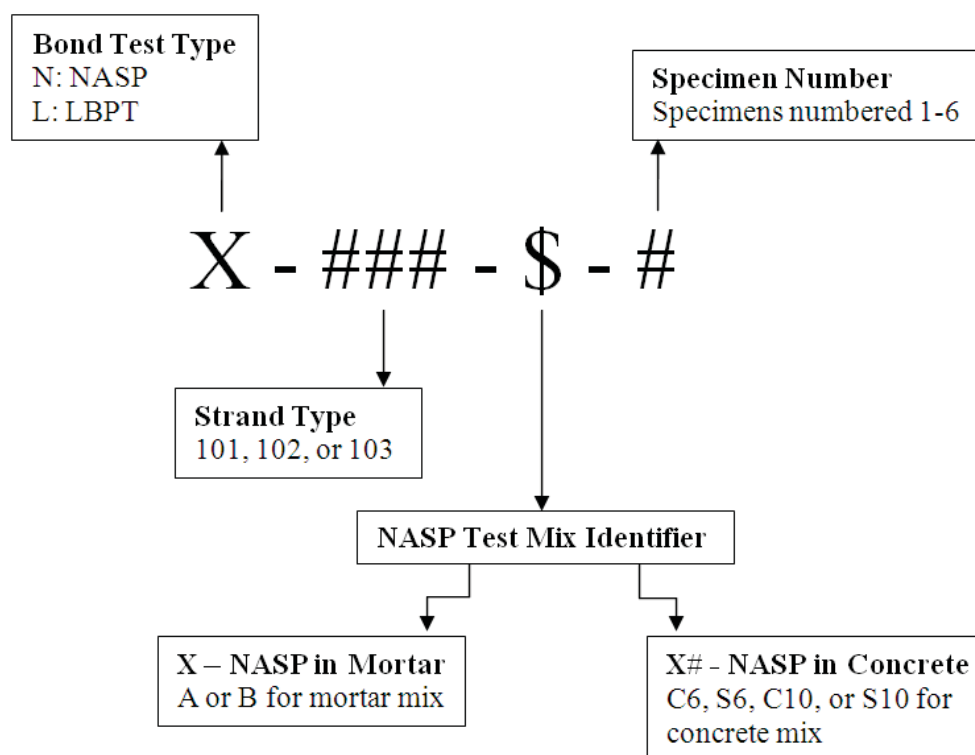 Bond Test Type
N: NASP
L: LBPT
Specimen Number
Specimens numbered 1-6
X - ### - $ - #
Strand Type
101, 102, or 103
NASP Test Mix Identifier
X – NASP in Mortar
A or B for mortar mix
X# - NASP in Concrete
C6, S6, C10, or S10 for
concrete mix